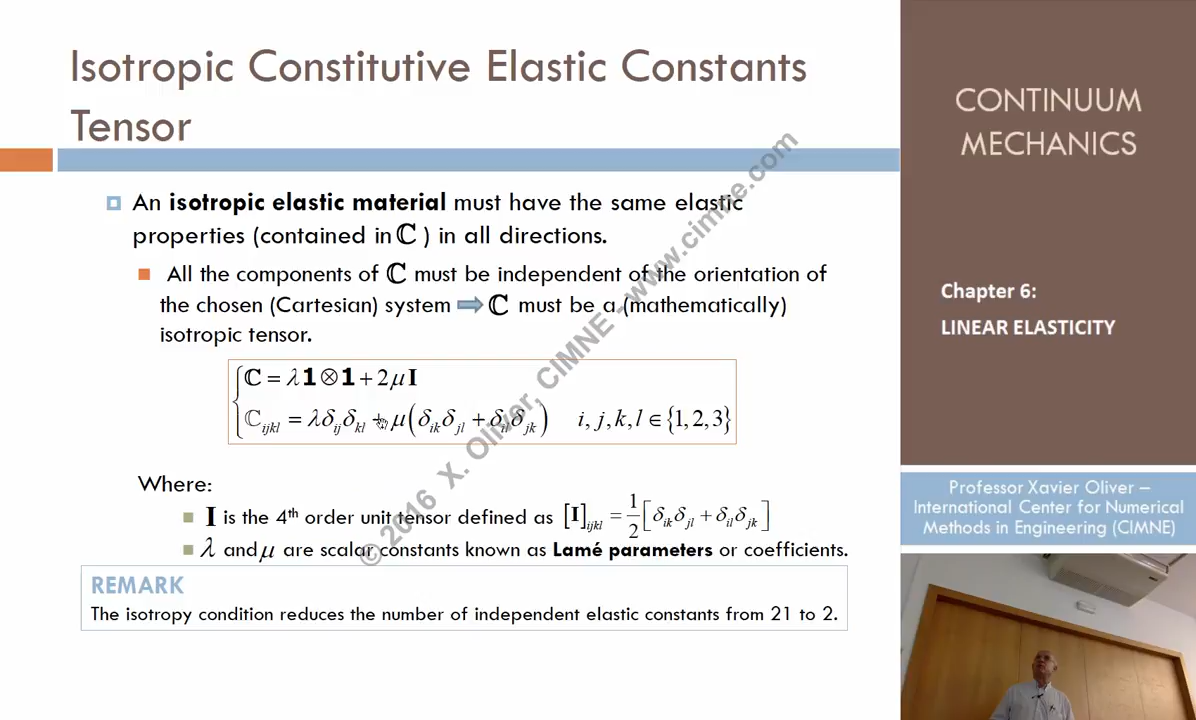 Isotropic Constitutive Elastic Constants
Tensor
An isotropic elastic material must have the same elastic
properties (contained in ℂ ) in all directions.
All the components of ℂ must be independent of the orientation of
the chosen (Cartesian) system ⇒ ℂ must be a (mathematically)
isotropic tensor.
ℂ = λ 1 ⊗ 1 + 2μ I
ℂ_ijkl = λδ_ij δ_kl + μ(δ_ik δ_jl + δ_il δ_jk) i, j, k, l ∈ {1, 2, 3}
Where:
I is the 4th order unit tensor defined as [I]_ijkl = 1/2 [δ_ik δ_jl + δ_il δ_jk]
λ and μ are scalar constants known as Lamé parameters or coefficients.
REMARK
The isotropy condition reduces the number of independent elastic constants from 21 to 2.
© 2016 X. Oliver, CIMNE - www.cimne.com
CONTINUUM
MECHANICS
Chapter 6:
LINEAR ELASTICITY
Professor Xavier Oliver –
International Center for Numerical
Methods in Engineering (CIMNE)